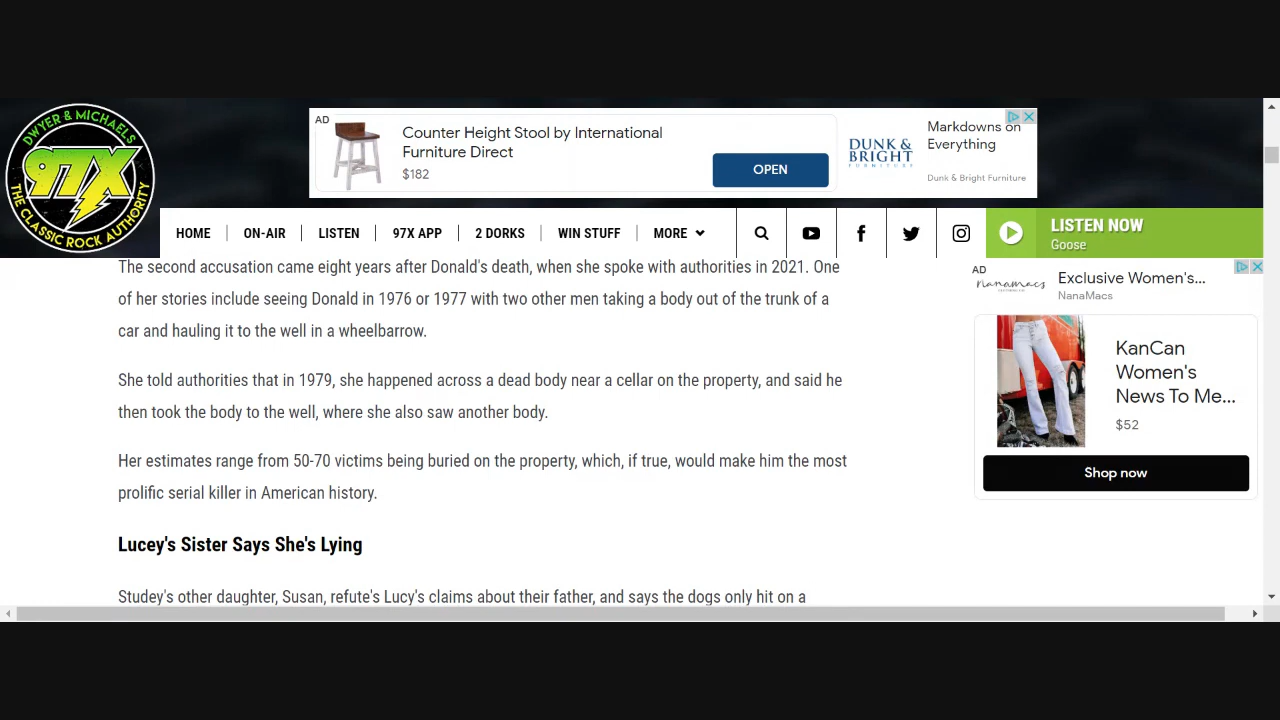 DWYER & MICHAELS
97X
THE CLASSIC ROCK AUTHORITY
AD
Counter Height Stool by International
Furniture Direct
$182
OPEN
DUNK &
BRIGHT
FURNITURE
Markdowns on
Everything
Dunk & Bright Furniture
HOME
ON-AIR
LISTEN
97X APP
2 DORKS
WIN STUFF
MORE
LISTEN NOW
Goose
The second accusation came eight years after Donald's death, when she spoke with authorities in 2021. One
of her stories include seeing Donald in 1976 or 1977 with two other men taking a body out of the trunk of a
car and hauling it to the well in a wheelbarrow.
She told authorities that in 1979, she happened across a dead body near a cellar on the property, and said he
then took the body to the well, where she also saw another body.
Her estimates range from 50-70 victims being buried on the property, which, if true, would make him the most
prolific serial killer in American history.
Lucey's Sister Says She's Lying
Studey's other daughter, Susan, refute's Lucy's claims about their father, and says the dogs only hit on a
AD
nanamacs
Exclusive Women's...
NanaMacs
KanCan
Women's
News To Me...
$52
Shop now